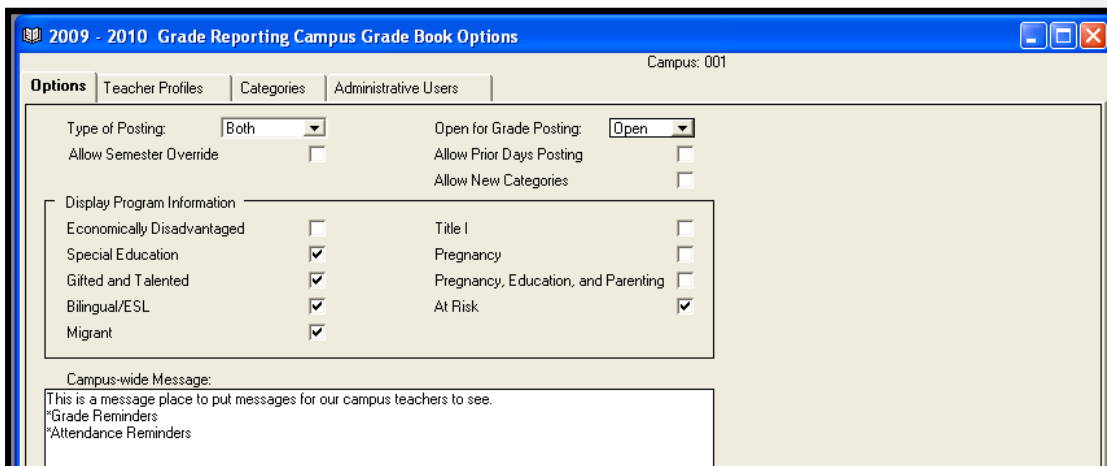 2009 - 2010 Grade Reporting Campus Grade Book Options
Campus: 001
Options Teacher Profiles Categories Administrative Users
Type of Posting: Both Open for Grade Posting: Open
Allow Semester Override Allow Prior Days Posting
Allow New Categories
Display Program Information
Economically Disadvantaged Title I
Special Education Pregnancy
Gifted and Talented Pregnancy, Education, and Parenting
Bilingual/ESL At Risk
Migrant
Campus-wide Message:
This is a message place to put messages for our campus teachers to see.
*Grade Reminders
*Attendance Reminders